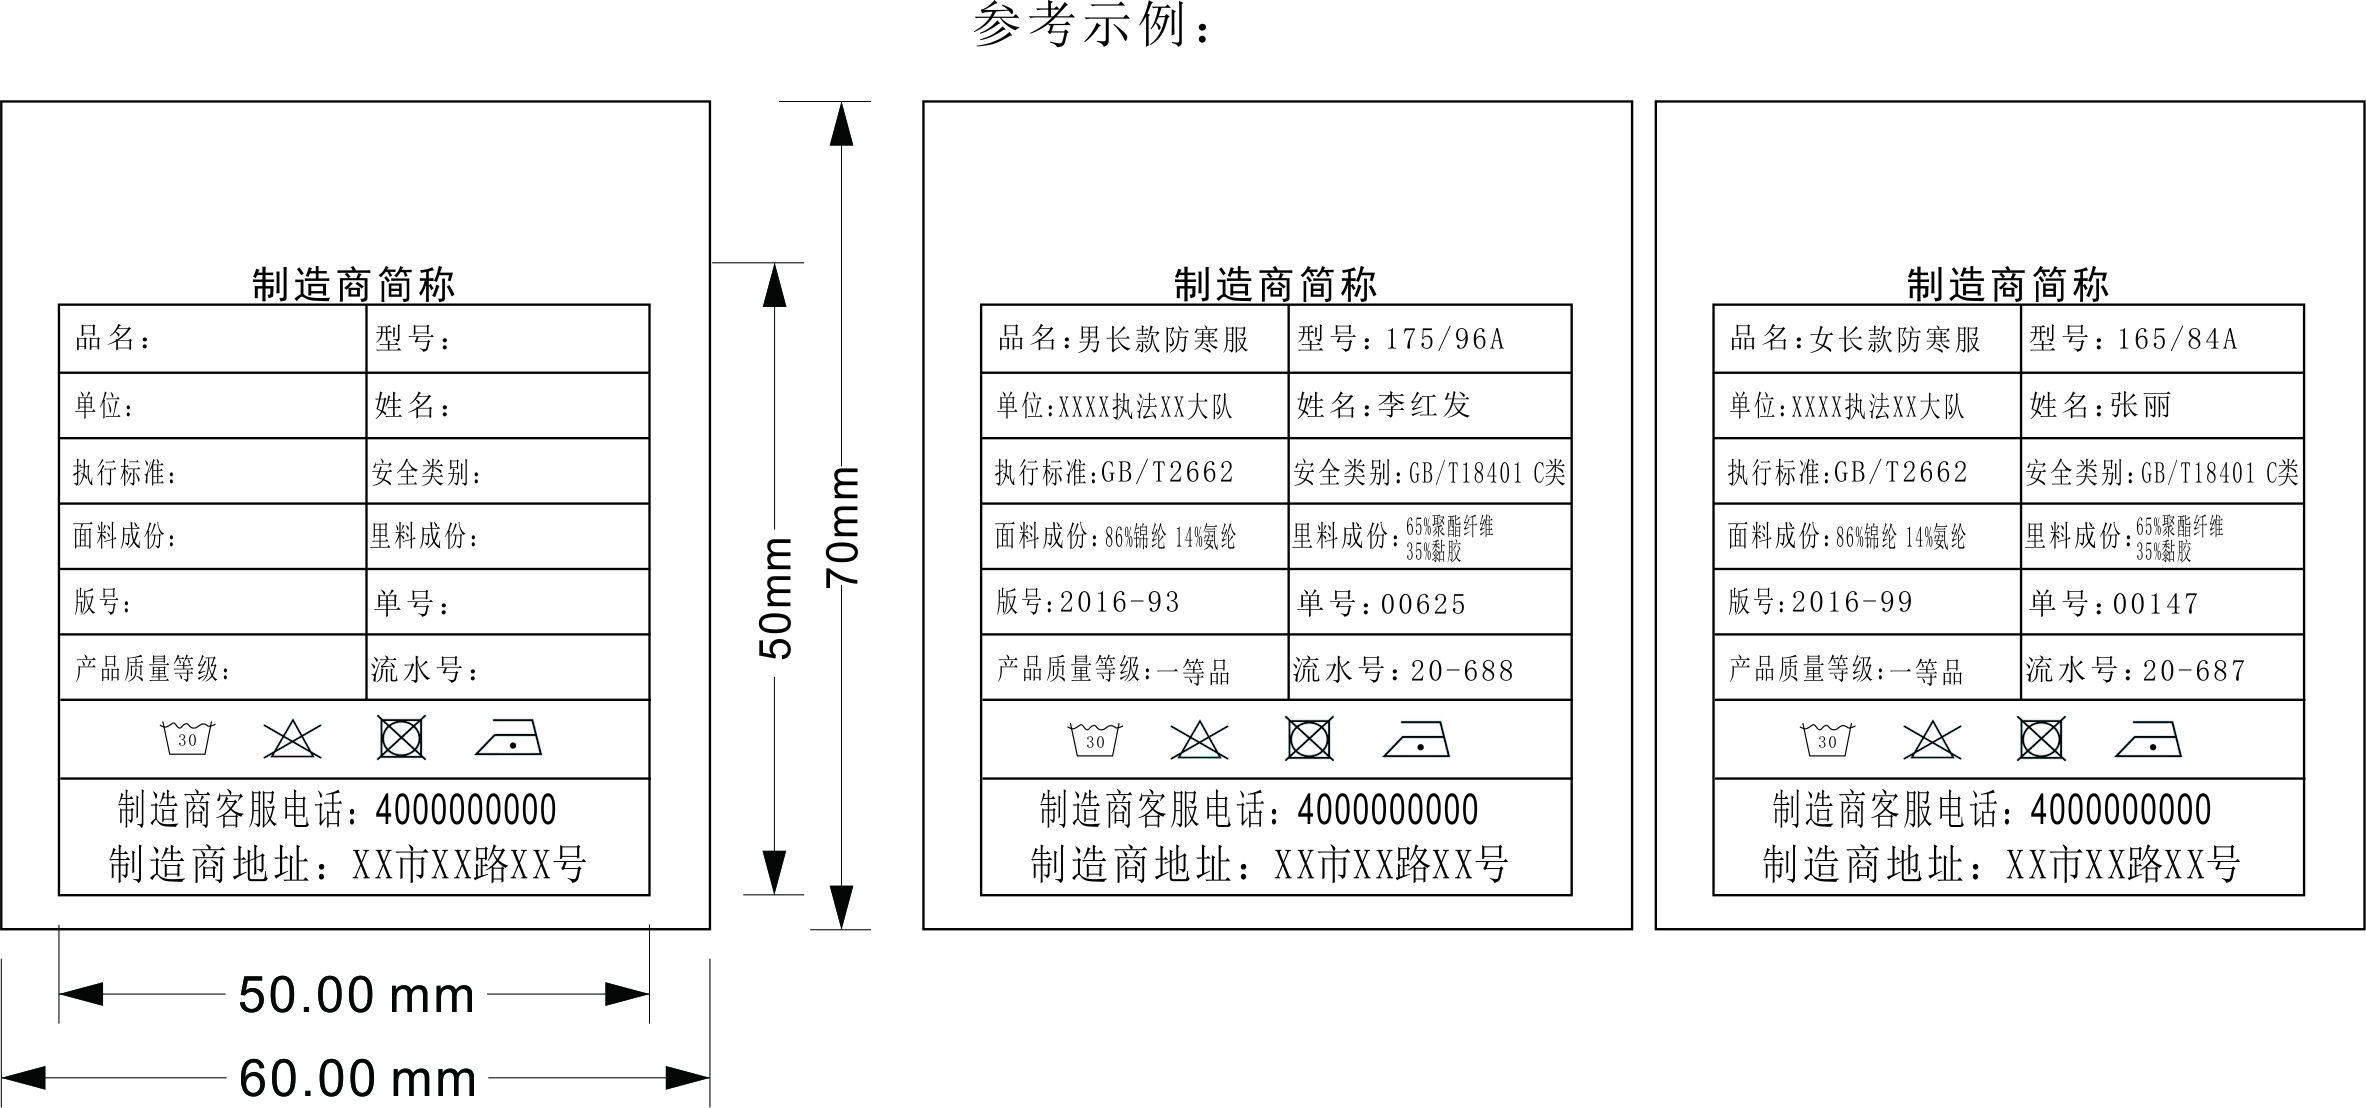 参考示例：
制造商简称
品名： 型号：
单位： 姓名：
执行标准： 安全类别：
面料成份： 里料成份：
版号： 单号：
产品质量等级： 流水号：
30
制造商客服电话：4000000000
制造商地址：XX市XX路XX号
50mm
70mm
50.00 mm
60.00 mm
制造商简称
品名：男长款防寒服 型号：175/96A
单位：XXXX执法XX大队 姓名：李红发
执行标准：GB/T2662 安全类别：GB/T18401 C类
面料成份：86%锦纶 14%氨纶 里料成份：65%聚酯纤维
35%黏胶
版号：2016-93 单号：00625
产品质量等级：一等品 流水号：20-688
30
制造商客服电话：4000000000
制造商地址：XX市XX路XX号
制造商简称
品名：女长款防寒服 型号：165/84A
单位：XXXX执法XX大队 姓名：张丽
执行标准：GB/T2662 安全类别：GB/T18401 C类
面料成份：86%锦纶 14%氨纶 里料成份：65%聚酯纤维
35%黏胶
版号：2016-99 单号：00147
产品质量等级：一等品 流水号：20-687
30
制造商客服电话：4000000000
制造商地址：XX市XX路XX号